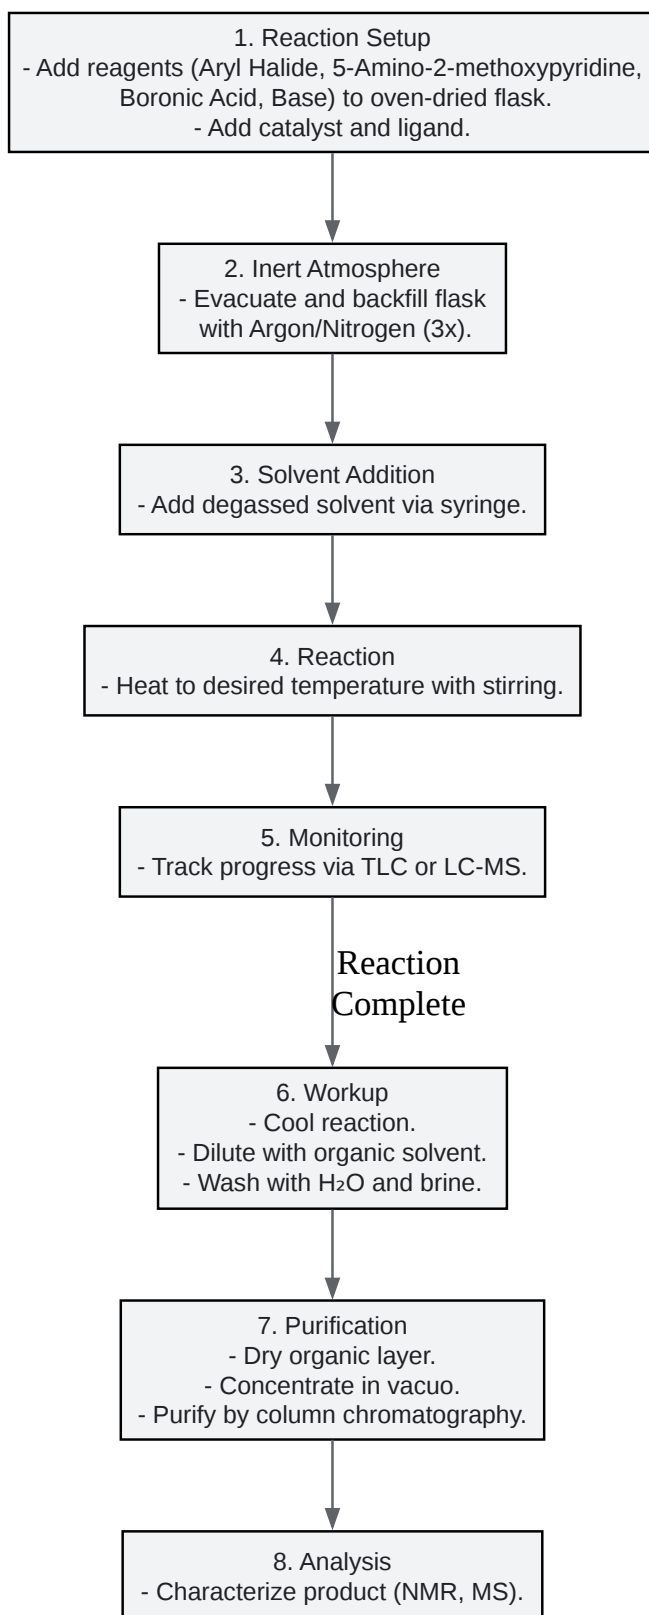 1. Reaction Setup
- Add reagents (Aryl Halide, 5-Amino-2-methoxypyridine,
Boronic Acid, Base) to oven-dried flask.
- Add catalyst and ligand.
2. Inert Atmosphere
- Evacuate and backfill flask
with Argon/Nitrogen (3x).
3. Solvent Addition
- Add degassed solvent via syringe.
4. Reaction
- Heat to desired temperature with stirring.
5. Monitoring
- Track progress via TLC or LC-MS.
Reaction
Complete
6. Workup
- Cool reaction.
- Dilute with organic solvent.
- Wash with H₂O and brine.
7. Purification
- Dry organic layer.
- Concentrate in vacuo.
- Purify by column chromatography.
8. Analysis
- Characterize product (NMR, MS).